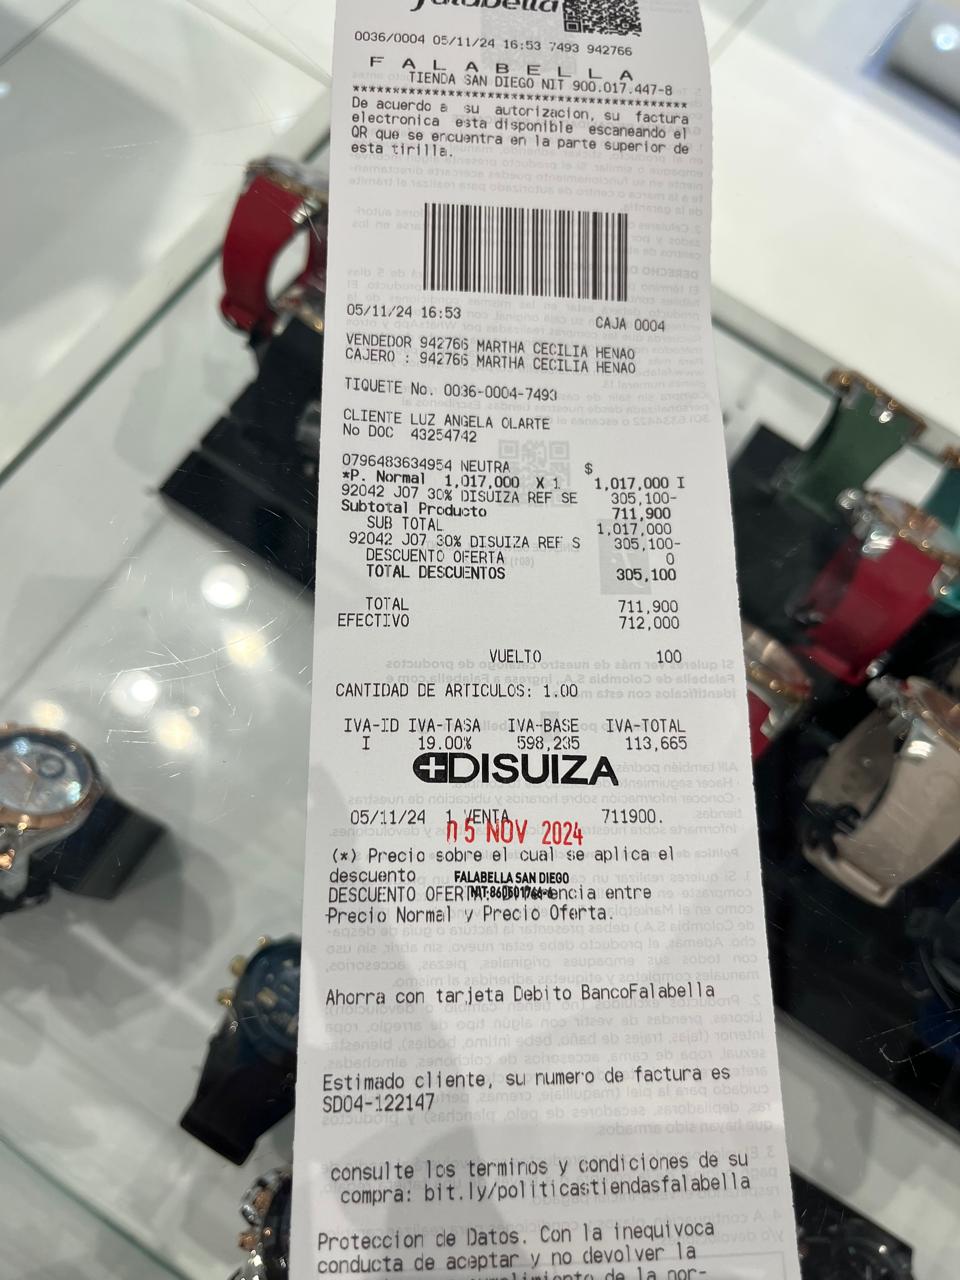 falabella
0036/0004 05/11/24 16:53 7493 942766
F A L A B E L L A
TIENDA SAN DIEGO NIT 900.017.447-8
****************************************
De acuerdo a su autorizacion, su factura
electronica esta disponible escaneando el
QR que se encuentra en la parte superior de
esta tirilla.
05/11/24 16:53
CAJA 0004
VENDEDOR 942766 MARTHA CECILIA HENAO
CAJERO : 942766 MARTHA CECILIA HENAO
TIQUETE No. 0036-0004-7493
CLIENTE LUZ ANGELA OLARTE
No DOC 43254742
0796483634954 NEUTRA $
*P. Normal 1,017,000 X 1 1,017,000 I
92042 J07 30% DISUIZA REF SE 305,100-
Subtotal Producto 711,900
SUB TOTAL 1,017,000
92042 J07 30% DISUIZA REF S 305,100-
DESCUENTO OFERTA 0
TOTAL DESCUENTOS 305,100
TOTAL 711,900
EFECTIVO 712,000
VUELTO 100
CANTIDAD DE ARTICULOS: 1.00
IVA-ID IVA-TASA IVA-BASE IVA-TOTAL
I 19.00% 598,235 113,665
DISUIZA
05/11/24 1 VENTA 711900.
05 NOV 2024
(*) Precio sobre el cual se aplica el
descuento
FALABELLA SAN DIEGO
DESCUENTO OFERTA: Diferencia entre
Precio Normal y Precio Oferta.
Ahorra con tarjeta Debito BancoFalabella
Estimado cliente, su numero de factura es
SD04-122147
consulte los terminos y condiciones de su
compra: bit.ly/politicastiendasfalabella
Proteccion de Datos. Con la inequivoca
conducta de aceptar y no devolver la
de la nor-